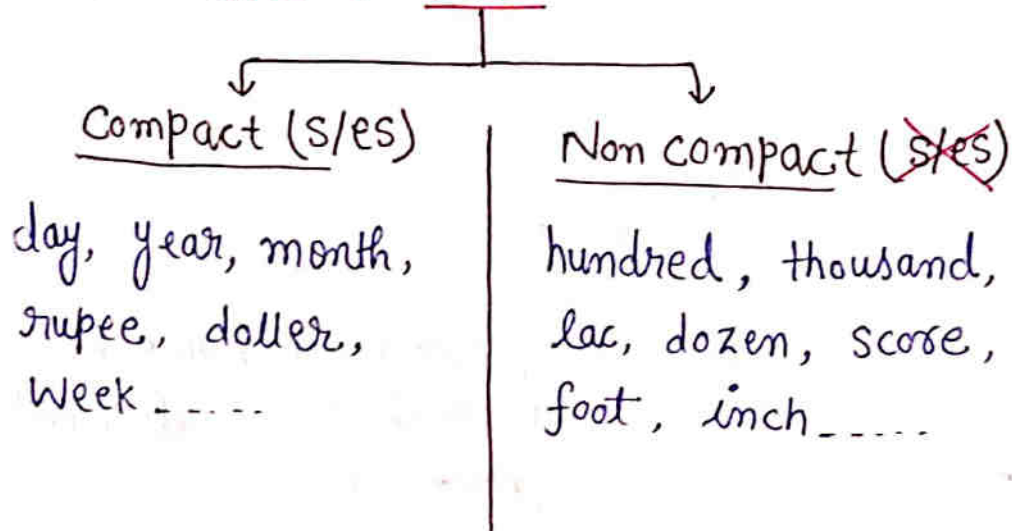 Compact (s/es)
day, year, month,
rupee, doller,
week -----
Non compact (s/es)
hundred, thousand,
lac, dozen, score,
foot, inch -----